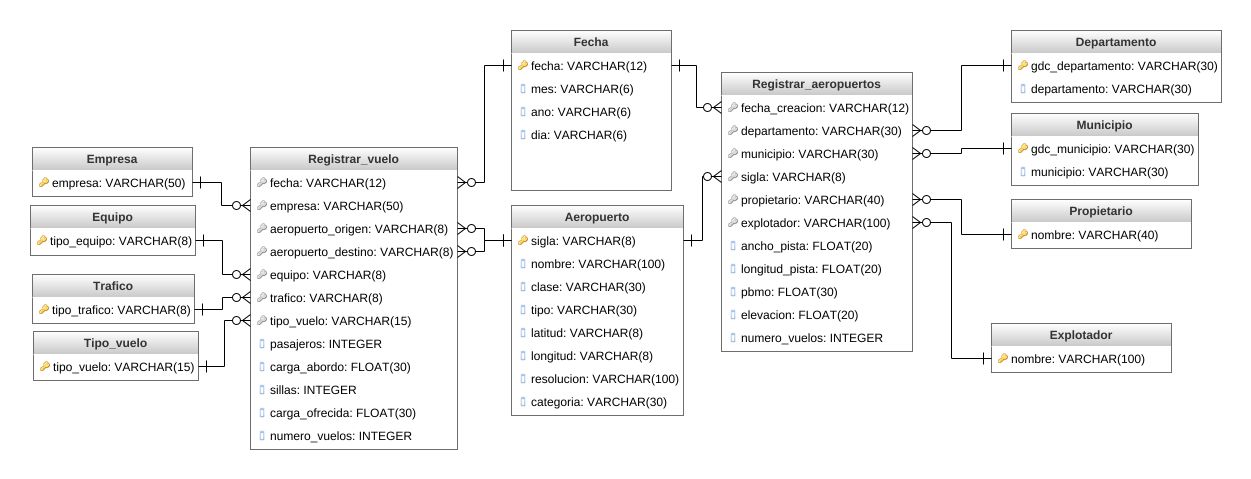 Empresa
empresa: VARCHAR(50)
Equipo
tipo_equipo: VARCHAR(8)
Trafico
tipo_trafico: VARCHAR(8)
Tipo_vuelo
tipo_vuelo: VARCHAR(15)
Registrar_vuelo
fecha: VARCHAR(12)
empresa: VARCHAR(50)
aeropuerto_origen: VARCHAR(8)
aeropuerto_destino: VARCHAR(8)
equipo: VARCHAR(8)
trafico: VARCHAR(8)
tipo_vuelo: VARCHAR(15)
pasajeros: INTEGER
carga_abordo: FLOAT(30)
sillas: INTEGER
carga_ofrecida: FLOAT(30)
numero_vuelos: INTEGER
Fecha
fecha: VARCHAR(12)
mes: VARCHAR(6)
ano: VARCHAR(6)
dia: VARCHAR(6)
Aeropuerto
sigla: VARCHAR(8)
nombre: VARCHAR(100)
clase: VARCHAR(30)
tipo: VARCHAR(30)
latitud: VARCHAR(8)
longitud: VARCHAR(8)
resolucion: VARCHAR(100)
categoria: VARCHAR(30)
Registrar_aeropuertos
fecha_creacion: VARCHAR(12)
departamento: VARCHAR(30)
municipio: VARCHAR(30)
sigla: VARCHAR(8)
propietario: VARCHAR(40)
explotador: VARCHAR(100)
ancho_pista: FLOAT(20)
longitud_pista: FLOAT(20)
pbmo: FLOAT(30)
elevacion: FLOAT(20)
numero_vuelos: INTEGER
Departamento
gdc_departamento: VARCHAR(30)
departamento: VARCHAR(30)
Municipio
gdc_municipio: VARCHAR(30)
municipio: VARCHAR(30)
Propietario
nombre: VARCHAR(40)
Explotador
nombre: VARCHAR(100)